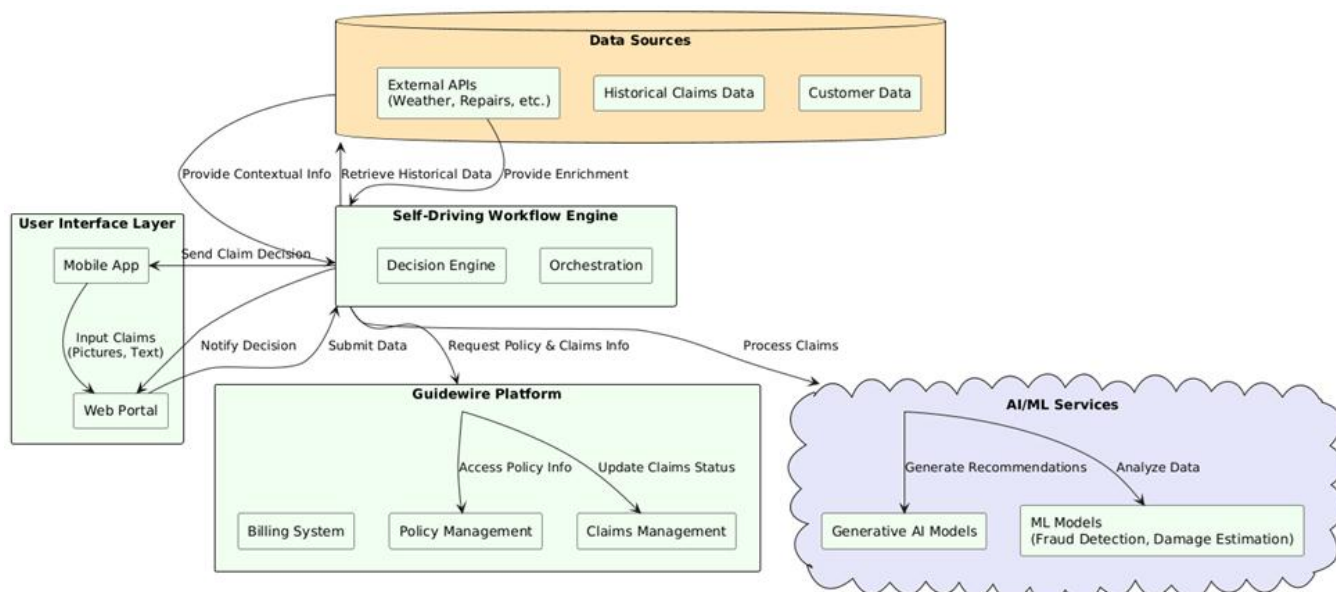 Data Sources
External APIs
(Weather, Repairs, etc.)
Historical Claims Data
Customer Data
Provide Contextual Info
Retrieve Historical Data
Provide Enrichment
User Interface Layer
Self-Driving Workflow Engine
Mobile App
Send Claim Decision
Decision Engine
Orchestration
Input Claims
(Pictures, Text)
Notify Decision
Submit Data
Request Policy & Claims Info
Process Claims
Web Portal
Guidewire Platform
AI/ML Services
Access Policy Info
Update Claims Status
Generate Recommendations
Analyze Data
Billing System
Policy Management
Claims Management
Generative AI Models
ML Models
(Fraud Detection, Damage Estimation)